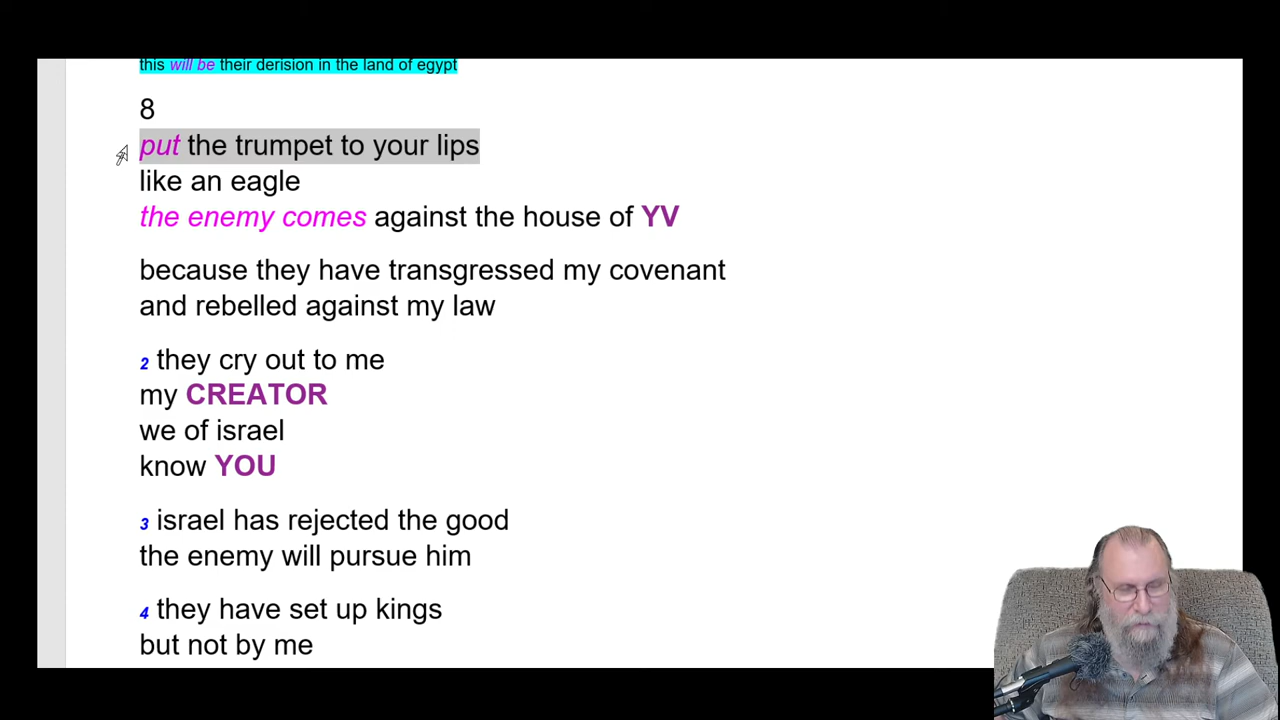 this will be their derision in the land of egypt
8
put the trumpet to your lips
like an eagle
the enemy comes against the house of YV
because they have transgressed my covenant
and rebelled against my law
2 they cry out to me
my CREATOR
we of israel
know YOU
3 israel has rejected the good
the enemy will pursue him
4 they have set up kings
but not by me